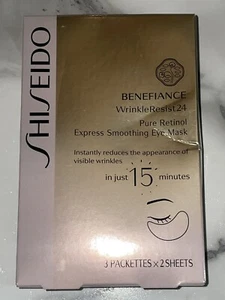 SHISEIDO
BENEFIANCE
WrinkleResist24
Pure Retinol
Express Smoothing Eye Mask
Instantly reduces the appearance of
visible wrinkles
in just 15 minutes
3 PACKETTES × 2 SHEETS